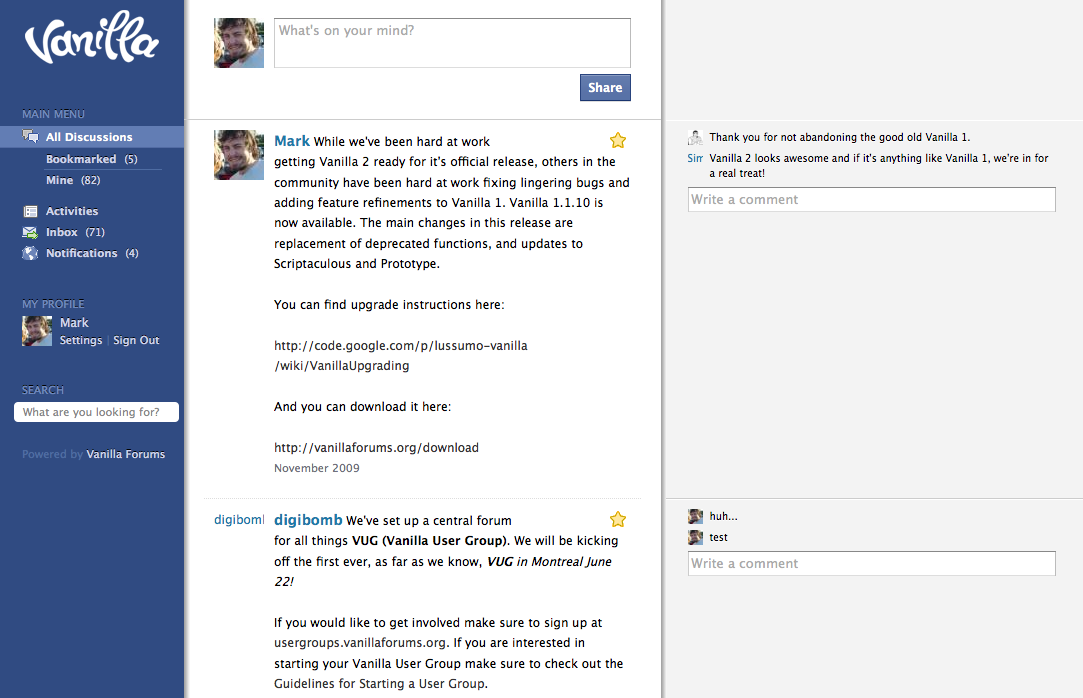 Vanilla
MAIN MENU
All Discussions
Bookmarked (5)
Mine (82)
Activities
Inbox (71)
Notifications (4)
MY PROFILE
Mark
Settings | Sign Out
SEARCH
What are you looking for?
Powered by Vanilla Forums
What's on your mind?
Share
Mark While we've been hard at work
getting Vanilla 2 ready for it's official release, others in the
community have been hard at work fixing lingering bugs and
adding feature refinements to Vanilla 1. Vanilla 1.1.10 is
now available. The main changes in this release are
replacement of deprecated functions, and updates to
Scriptaculous and Prototype.
You can find upgrade instructions here:
http://code.google.com/p/lussumo-vanilla
/wiki/VanillaUpgrading
And you can download it here:
http://vanillaforums.org/download
November 2009
Thank you for not abandoning the good old Vanilla 1.
Vanilla 2 looks awesome and if it's anything like Vanilla 1, we're in for
a real treat!
Write a comment
digibomb
digibomb We've set up a central forum
for all things VUG (Vanilla User Group). We will be kicking
off the first ever, as far as we know, VUG in Montreal June
22!
If you would like to get involved make sure to sign up at
usergroups.vanillaforums.org. If you are interested in
starting your Vanilla User Group make sure to check out the
Guidelines for Starting a User Group.
huh...
test
Write a comment